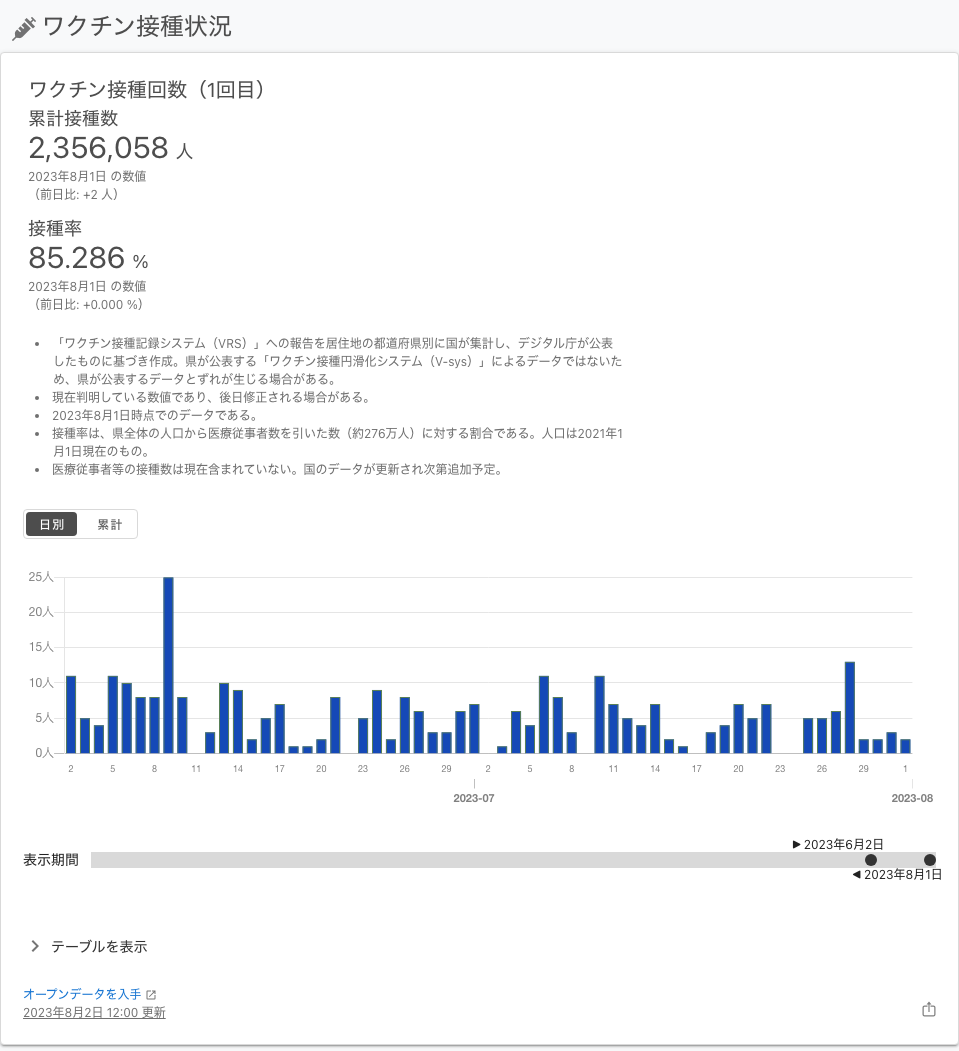 ワクチン接種状況
ワクチン接種回数（1回目）
累計接種数
2,356,058 人
2023年8月1日 の数値
（前日比: +2 人）
接種率
85.286 %
2023年8月1日 の数値
（前日比: +0.000 %）
• 「ワクチン接種記録システム（VRS）」への報告を居住地の都道府県別に国が集計し、デジタル庁が公表
したものに基づき作成。県が公表する「ワクチン接種円滑化システム（V-sys）」によるデータではないた
め、県が公表するデータとずれが生じる場合がある。
• 現在判明している数値であり、後日修正される場合がある。
• 2023年8月1日時点でのデータである。
• 接種率は、県全体の人口から医療従事者数を引いた数（約276万人）に対する割合である。人口は2021年1
月1日現在のもの。
• 医療従事者等の接種数は現在含まれていない。国のデータが更新され次第追加予定。
日別 累計
25人
20人
15人
10人
5人
0人
2 5 8 11 14 17 20 23 26 29 2 5 8 11 14 17 20 23 26 29 1
2023-07 2023-08
▶ 2023年6月2日
表示期間
◀ 2023年8月1日
テーブルを表示
オープンデータを入手
2023年8月2日 12:00 更新